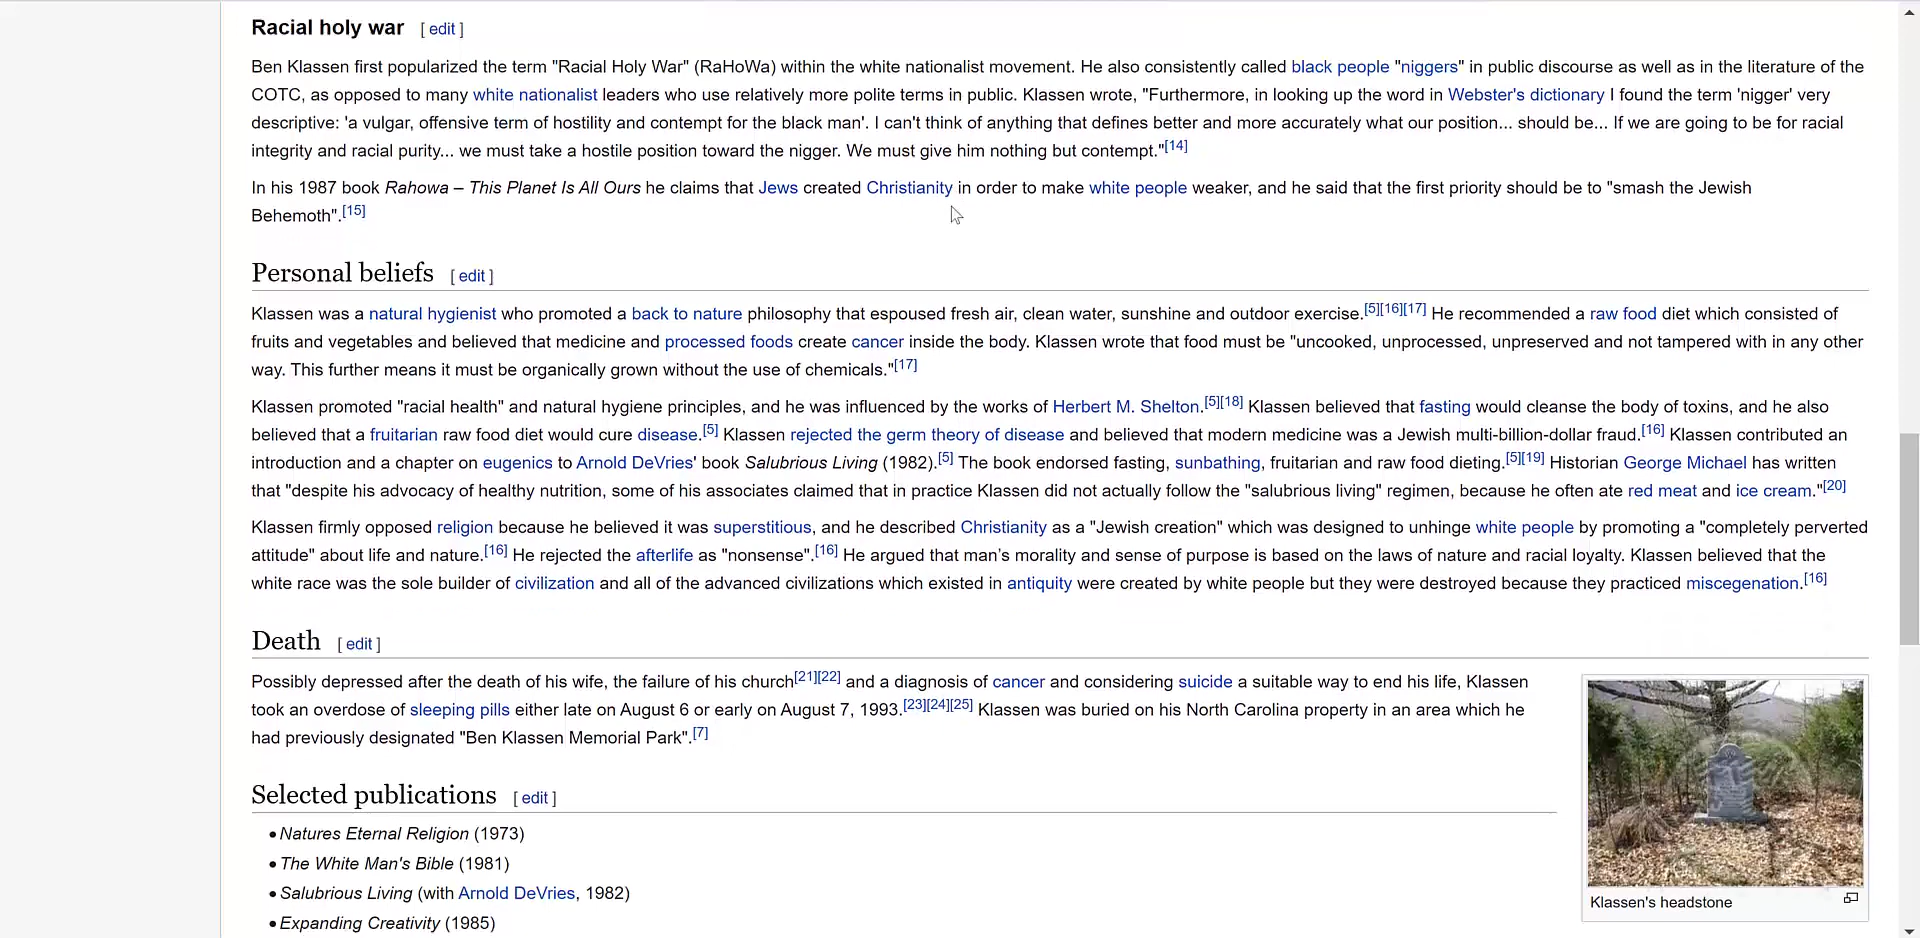 Racial holy war [ edit ]
Ben Klassen first popularized the term "Racial Holy War" (RaHoWa) within the white nationalist movement. He also consistently called black people "niggers" in public discourse as well as in the literature of the
COTC, as opposed to many white nationalist leaders who use relatively more polite terms in public. Klassen wrote, "Furthermore, in looking up the word in Webster's dictionary I found the term 'nigger' very
descriptive: 'a vulgar, offensive term of hostility and contempt for the black man'. I can't think of anything that defines better and more accurately what our position... should be... If we are going to be for racial
integrity and racial purity... we must take a hostile position toward the nigger. We must give him nothing but contempt."[14]
In his 1987 book Rahowa – This Planet Is All Ours he claims that Jews created Christianity in order to make white people weaker, and he said that the first priority should be to "smash the Jewish
Behemoth".[15]
Personal beliefs [ edit ]
Klassen was a natural hygienist who promoted a back to nature philosophy that espoused fresh air, clean water, sunshine and outdoor exercise.[5][16][17] He recommended a raw food diet which consisted of
fruits and vegetables and believed that medicine and processed foods create cancer inside the body. Klassen wrote that food must be "uncooked, unprocessed, unpreserved and not tampered with in any other
way. This further means it must be organically grown without the use of chemicals."[17]
Klassen promoted "racial health" and natural hygiene principles, and he was influenced by the works of Herbert M. Shelton.[5][18] Klassen believed that fasting would cleanse the body of toxins, and he also
believed that a fruitarian raw food diet would cure disease.[5] Klassen rejected the germ theory of disease and believed that modern medicine was a Jewish multi-billion-dollar fraud.[16] Klassen contributed an
introduction and a chapter on eugenics to Arnold DeVries' book Salubrious Living (1982).[5] The book endorsed fasting, sunbathing, fruitarian and raw food dieting.[5][19] Historian George Michael has written
that "despite his advocacy of healthy nutrition, some of his associates claimed that in practice Klassen did not actually follow the "salubrious living" regimen, because he often ate red meat and ice cream."[20]
Klassen firmly opposed religion because he believed it was superstitious, and he described Christianity as a "Jewish creation" which was designed to unhinge white people by promoting a "completely perverted
attitude" about life and nature.[16] He rejected the afterlife as "nonsense".[16] He argued that man's morality and sense of purpose is based on the laws of nature and racial loyalty. Klassen believed that the
white race was the sole builder of civilization and all of the advanced civilizations which existed in antiquity were created by white people but they were destroyed because they practiced miscegenation.[16]
Death [ edit ]
Possibly depressed after the death of his wife, the failure of his church[21][22] and a diagnosis of cancer and considering suicide a suitable way to end his life, Klassen
took an overdose of sleeping pills either late on August 6 or early on August 7, 1993.[23][24][25] Klassen was buried on his North Carolina property in an area which he
had previously designated "Ben Klassen Memorial Park".[7]
Klassen's headstone
Selected publications [ edit ]
• Natures Eternal Religion (1973)
• The White Man's Bible (1981)
• Salubrious Living (with Arnold DeVries, 1982)
• Expanding Creativity (1985)